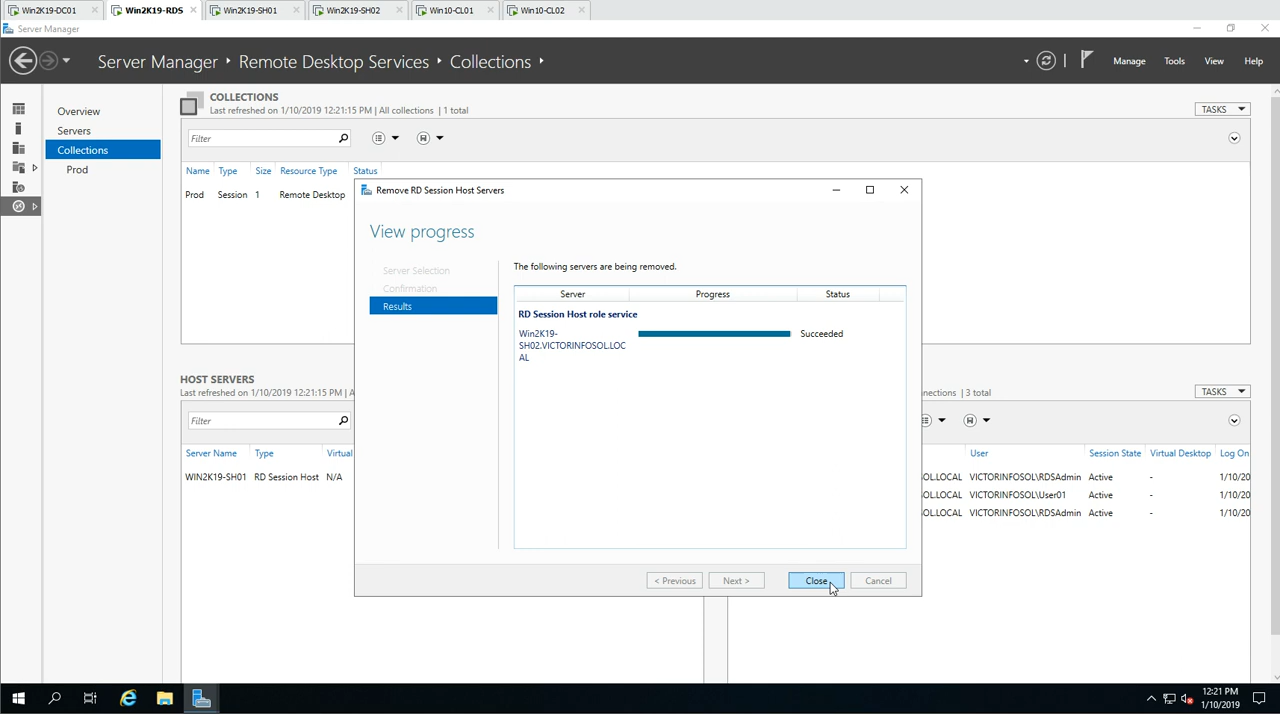 Win2K19-DC01
Win2K19-RDS
Win2K19-SH01
Win2K19-SH02
Win10-CL01
Win10-CL02
Server Manager
Server Manager ‣ Remote Desktop Services ‣ Collections ‣
Manage Tools View Help
Overview
Servers
Collections
Prod
COLLECTIONS
Last refreshed on 1/10/2019 12:21:15 PM | All collections | 1 total
TASKS
Filter
Name Type Size Resource Type Status
Prod Session 1 Remote Desktop
Remove RD Session Host Servers
View progress
Server Selection
Confirmation
Results
The following servers are being removed.
Server Progress Status
RD Session Host role service
Win2K19-
SH02.VICTORINFOSOL.LOC
AL
Succeeded
< Previous Next > Close Cancel
HOST SERVERS
Last refreshed on 1/10/2019 12:21:15 PM | A
Filter
Server Name Type Virtual
WIN2K19-SH01 RD Session Host N/A
nections | 3 total
TASKS
User Session State Virtual Desktop Log On
OL.LOCAL VICTORINFOSOL\RDSAdmin Active - 1/10/20
OL.LOCAL VICTORINFOSOL\User01 Active - 1/10/20
OL.LOCAL VICTORINFOSOL\RDSAdmin Active - 1/10/20
12:21 PM
1/10/2019